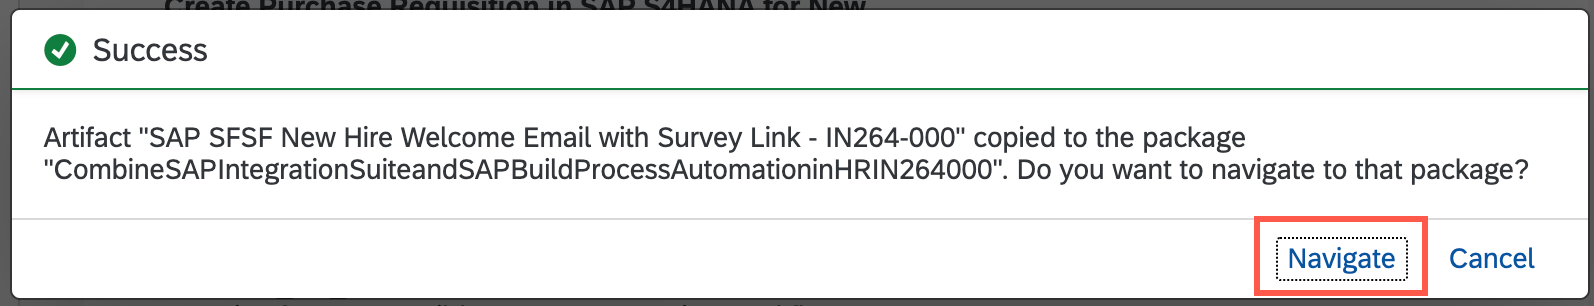 Create Purchase Requisition in SAP S4HANA for New
Success
Artifact "SAP SFSF New Hire Welcome Email with Survey Link - IN264-000" copied to the package
"CombineSAPIntegrationSuiteandSAPBuildProcessAutomationinHRIN264000". Do you want to navigate to that package?
Navigate Cancel